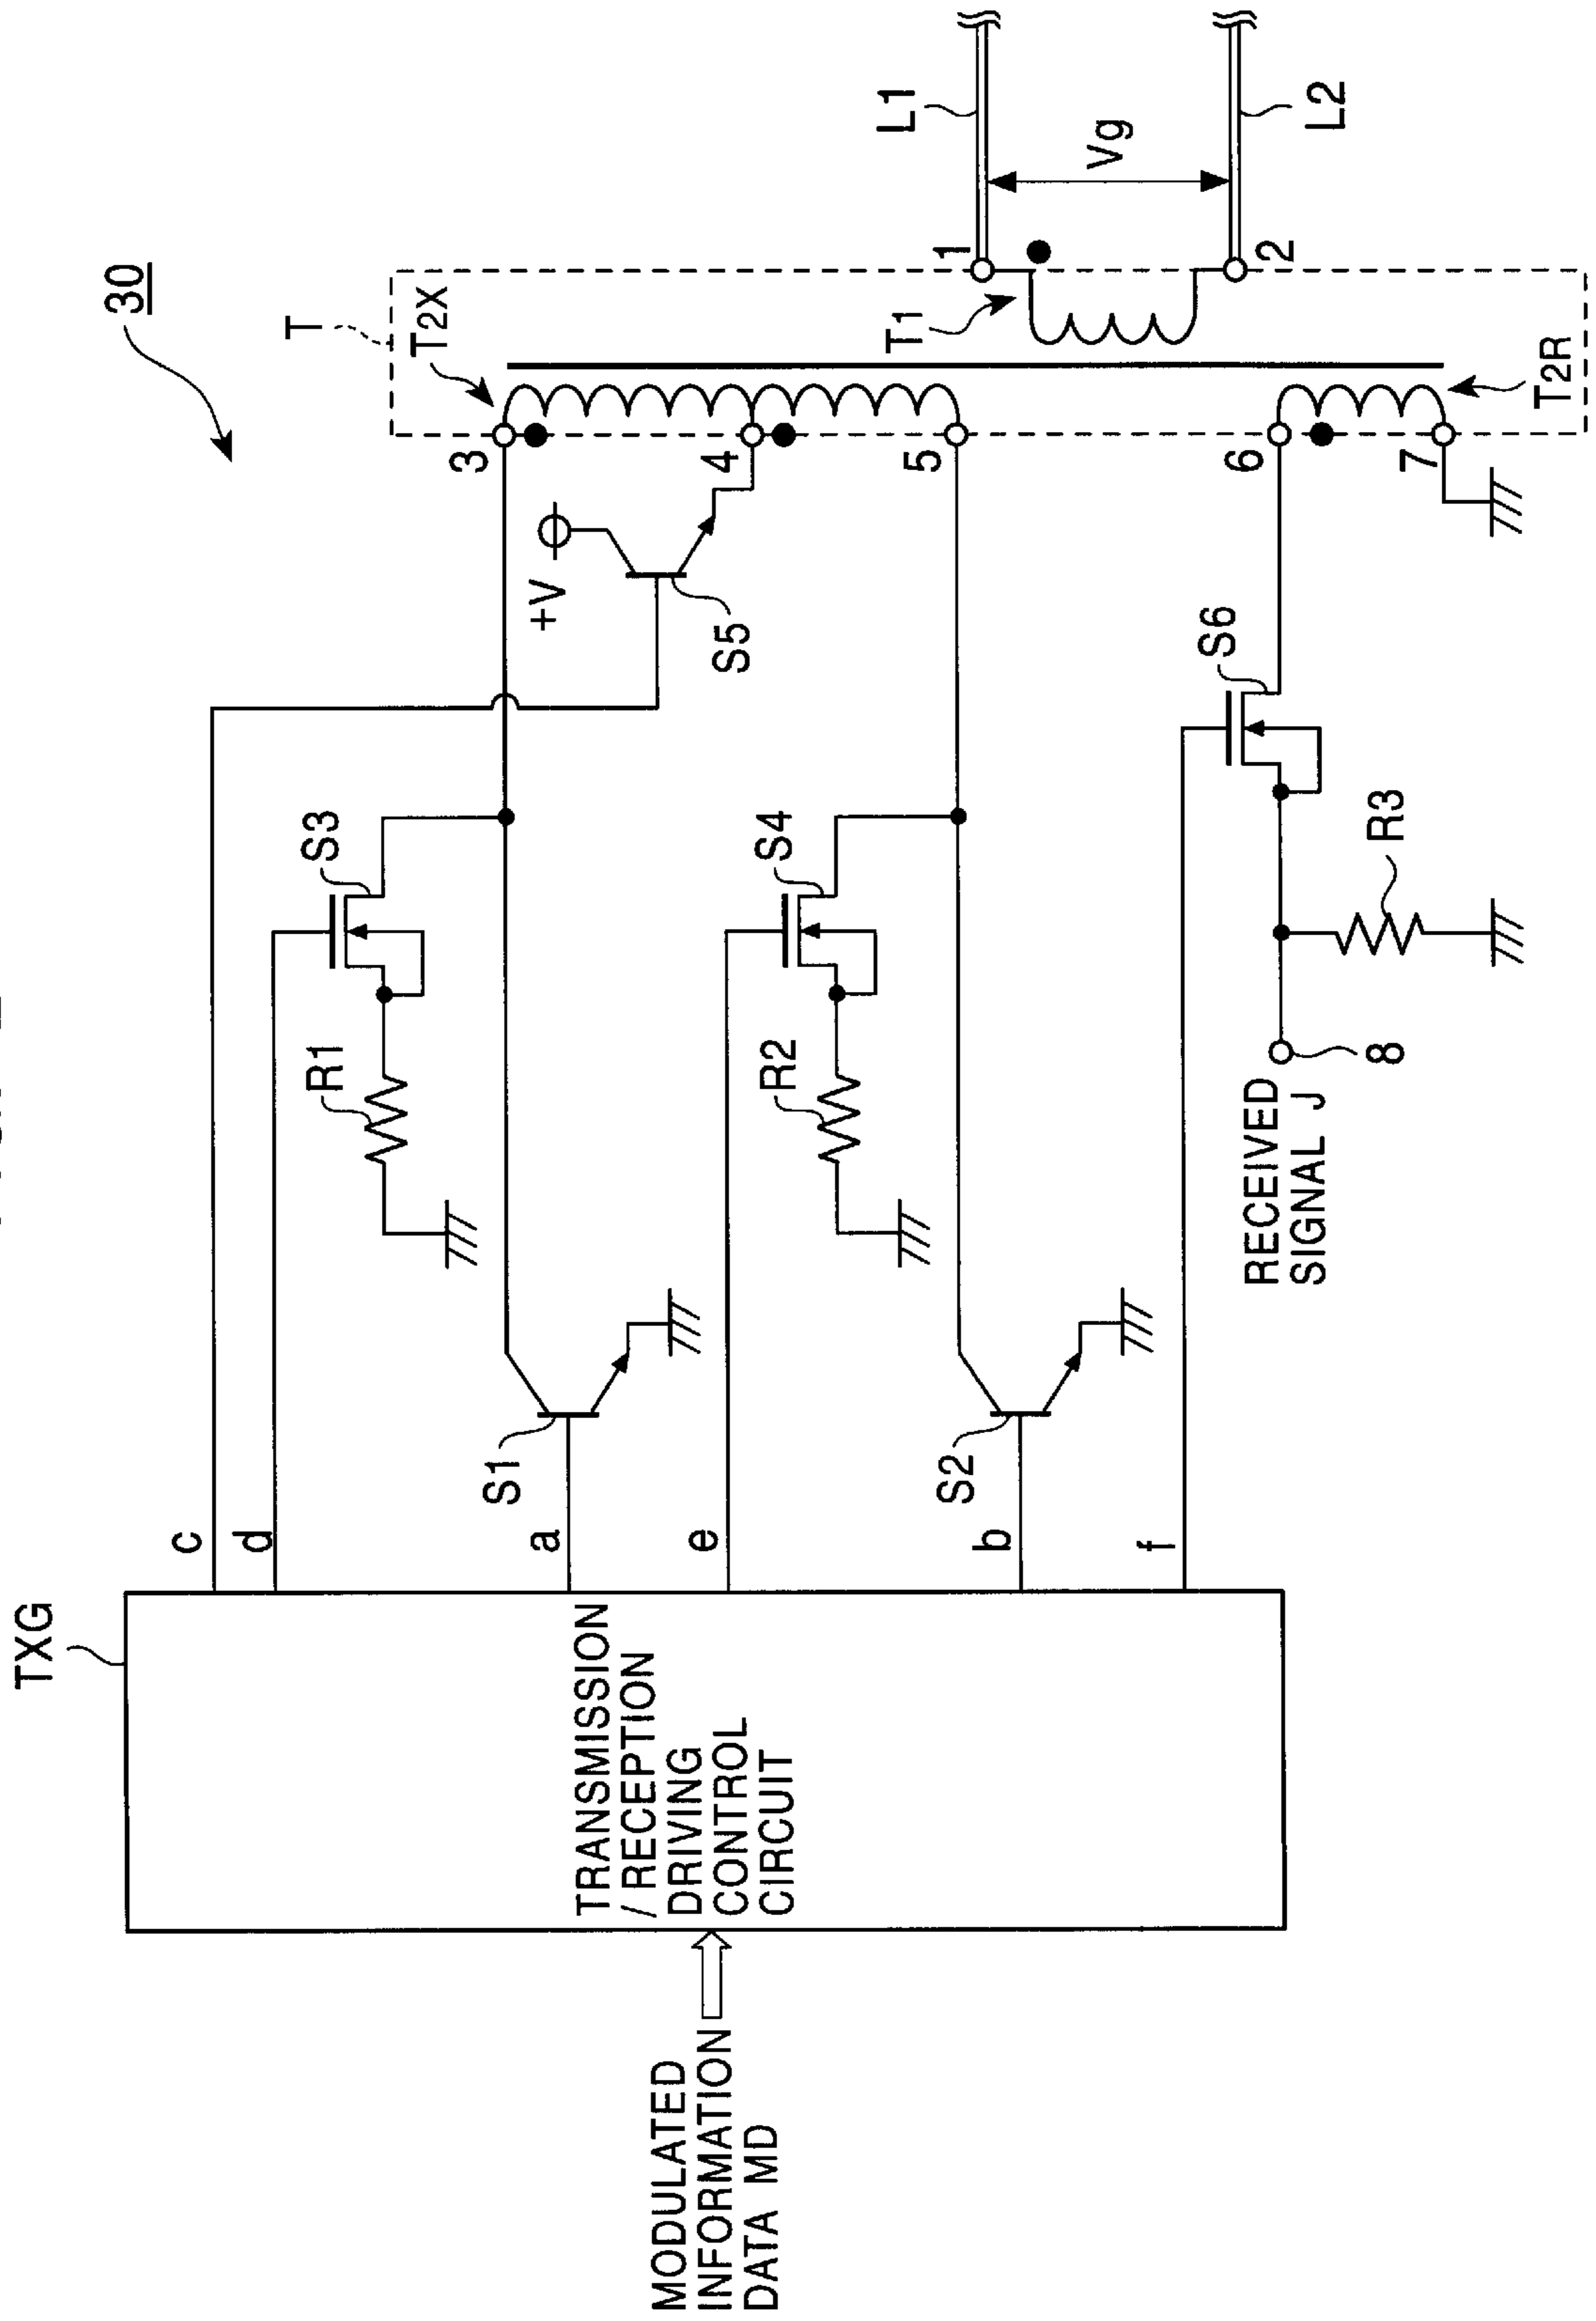 30
TXG
TRANSMISSION
/RECEPTION
DRIVING
CONTROL
CIRCUIT
MODULATED
INFORMATION
DATA MD
c
d
a
e
b
f
S1
S2
R1
R2
S3
S4
+V
S5
S6
R3
RECEIVED
SIGNAL J
8
T
T2X
T1
T2R
3
4
5
6
7
1
2
L1
L2
Vg